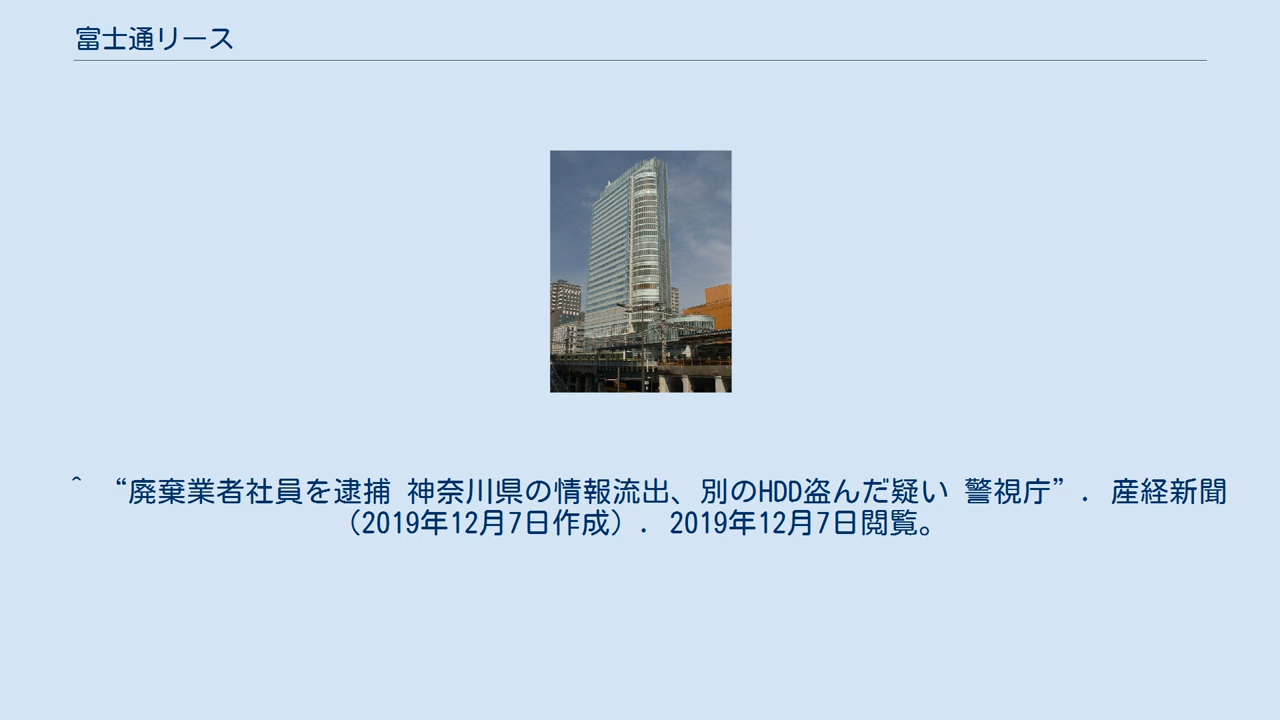 富士通リース
^ “廃棄業者社員を逮捕 神奈川県の情報流出、別のHDD盗んだ疑い 警視庁”. 産経新聞
（2019年12月7日作成）. 2019年12月7日閲覧。